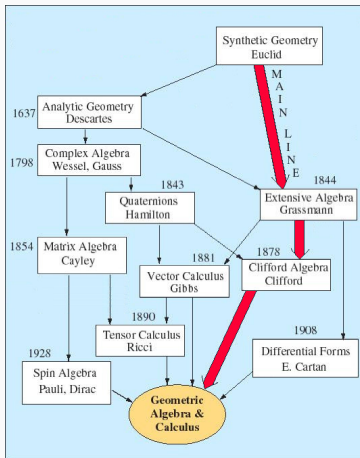 Synthetic Geometry
Euclid
MAIN LINE
1637
Analytic Geometry
Descartes
1798
Complex Algebra
Wessel, Gauss
1843
Quaternions
Hamilton
1844
Extensive Algebra
Grassmann
1854
Matrix Algebra
Cayley
1881
Vector Calculus
Gibbs
1878
Clifford Algebra
Clifford
1890
Tensor Calculus
Ricci
1908
Differential Forms
E. Cartan
1928
Spin Algebra
Pauli, Dirac
Geometric
Algebra &
Calculus